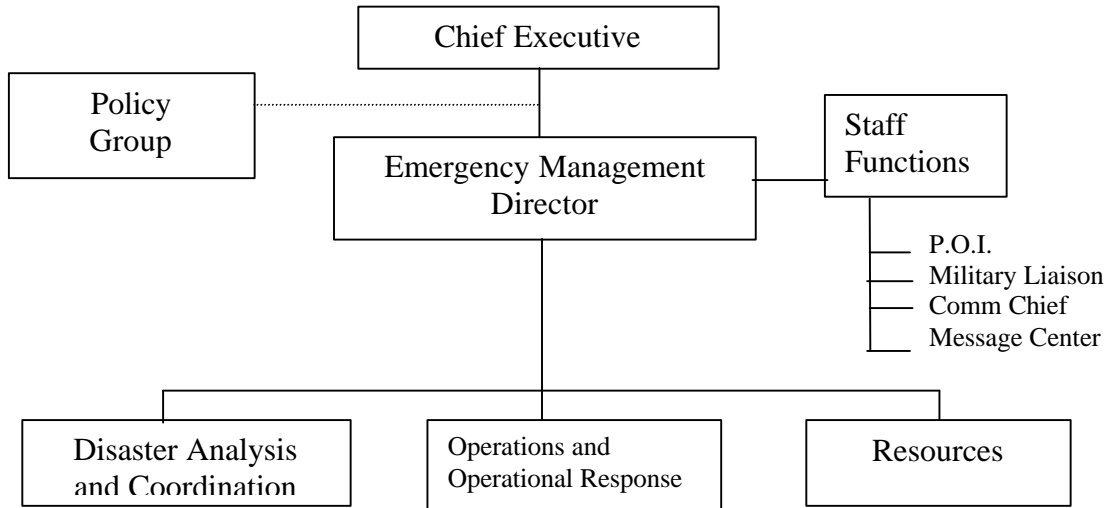 Chief Executive
Policy
Group
Staff
Functions
Emergency Management
Director
P.O.I.
Military Liaison
Comm Chief
Message Center
Disaster Analysis
and Coordination
Operations and
Operational Response
Resources